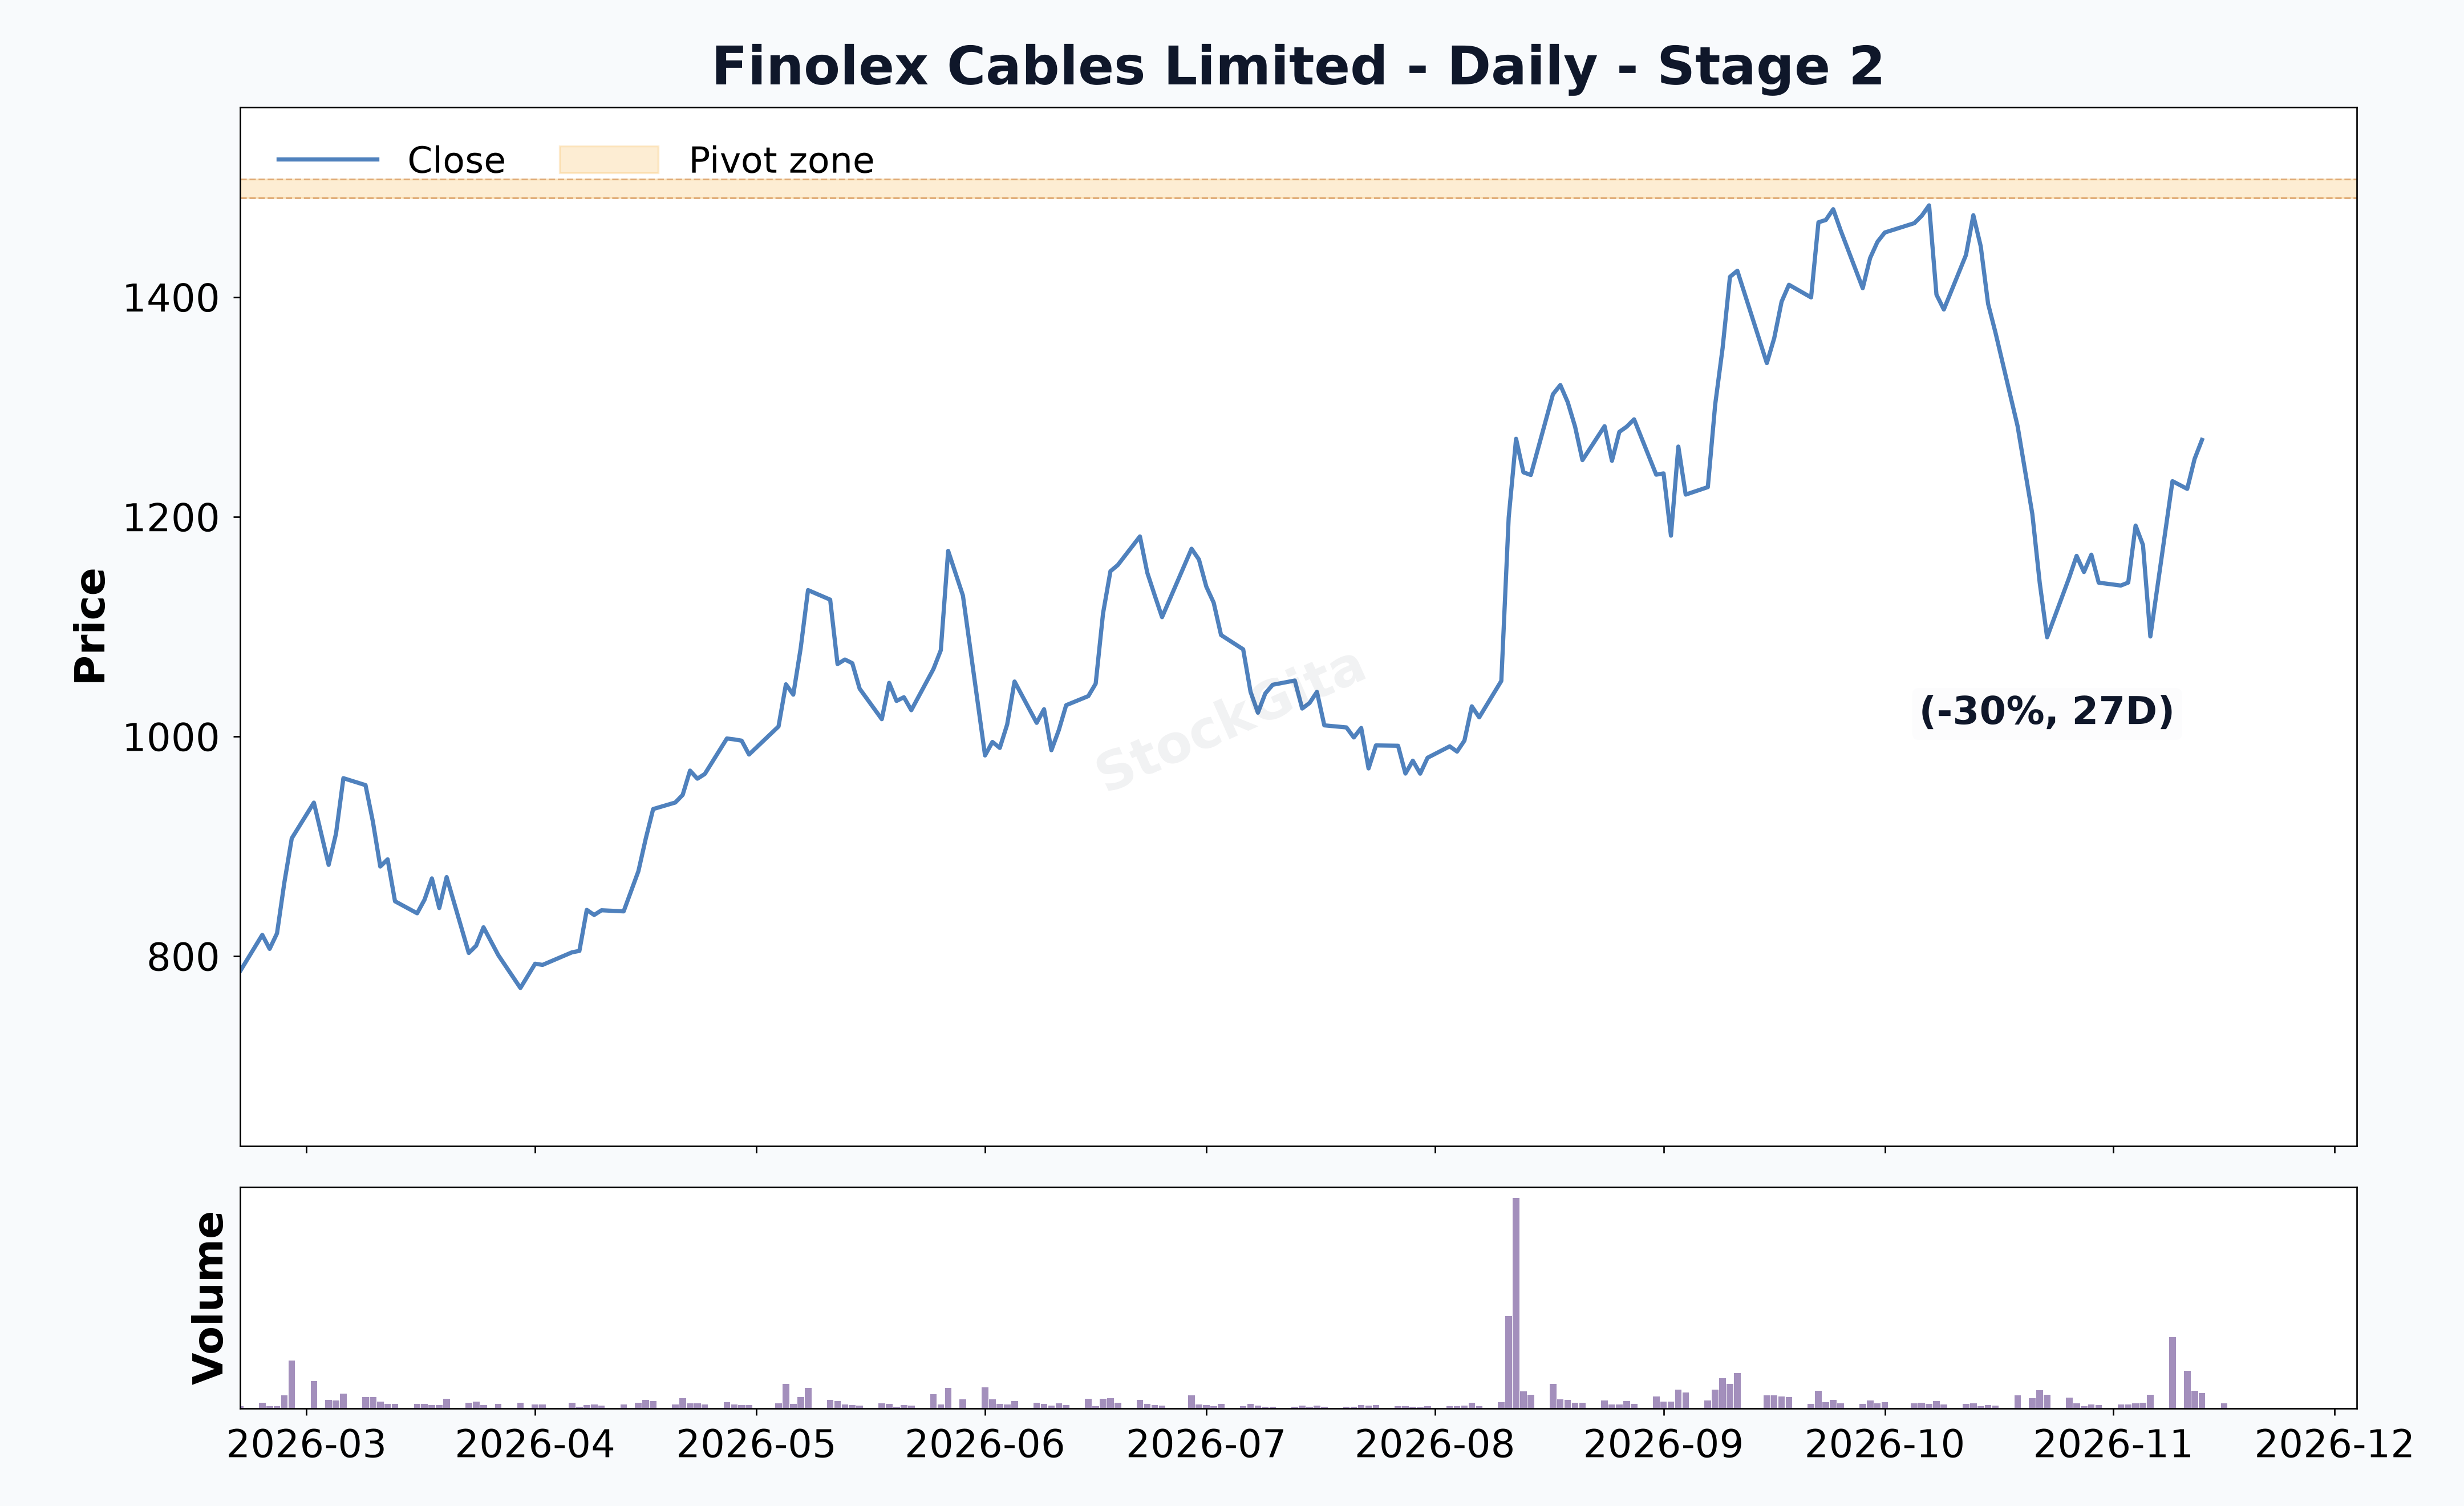 Finolex Cables Limited - Daily - Stage 2
Close
Pivot zone
1400
1200
1000
800
Price
StockGita
(-30%, 27D)
Volume
2026-03
2026-04
2026-05
2026-06
2026-07
2026-08
2026-09
2026-10
2026-11
2026-12